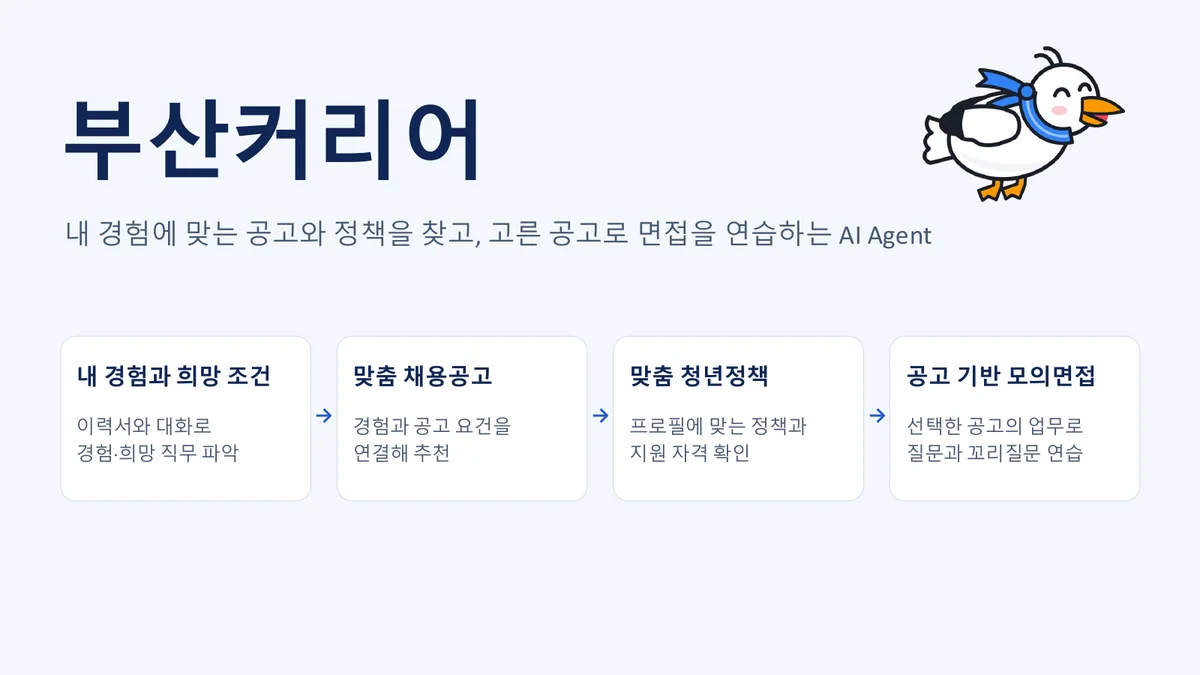 부산커리어
내 경험에 맞는 공고와 정책을 찾고, 고른 공고로 면접을 연습하는 AI Agent
내 경험과 희망 조건
이력서와 대화로
경험·희망 직무 파악
맞춤 채용공고
경험과 공고 요건을
연결해 추천
맞춤 청년정책
프로필에 맞는 정책과
지원 자격 확인
공고 기반 모의면접
선택한 공고의 업무로
질문과 꼬리질문 연습